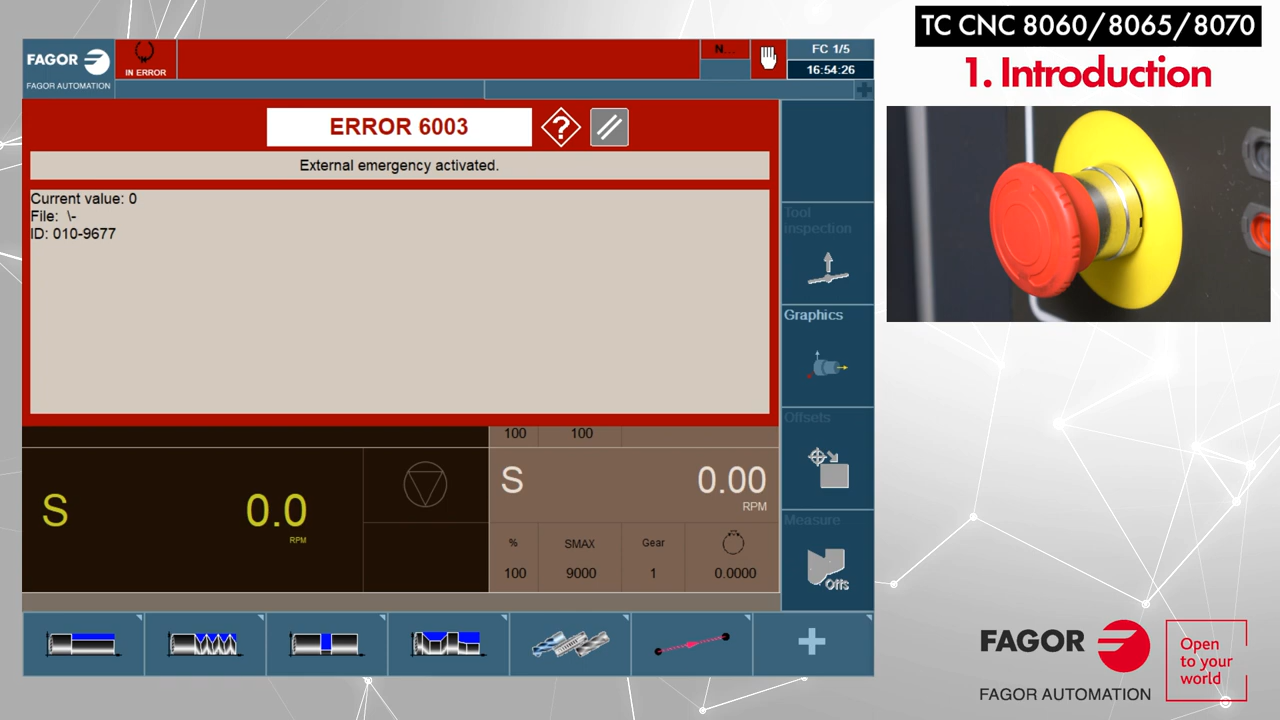 TC CNC 8060/8065/8070
1. Introduction
FAGOR
FAGOR AUTOMATION
IN ERROR
N...
FC 1/5
16:54:26
ERROR 6003
?
External emergency activated.
Current value: 0
File: \-
ID: 010-9677
Tool
inspection
Graphics
Offsets
Measure
Offs
100 100
S 0.0
RPM
S 0.00
RPM
% SMAX Gear
100 9000 1 0.0000
FAGOR
FAGOR AUTOMATION
Open
to your
world